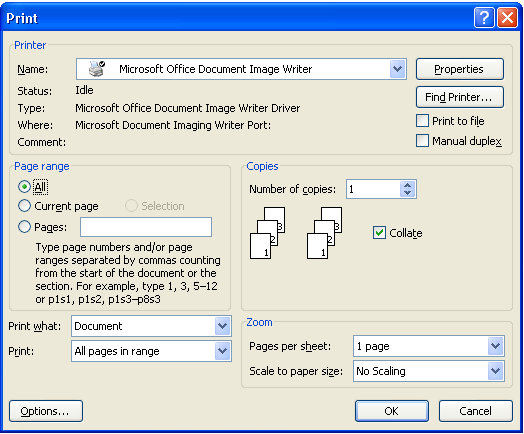 Print
Printer
Name: Microsoft Office Document Image Writer Properties
Status: Idle Find Printer...
Type: Microsoft Office Document Image Writer Driver
Where: Microsoft Document Imaging Writer Port: Print to file
Comment: Manual duplex
Page range
All
Current page Selection
Pages:
Type page numbers and/or page
ranges separated by commas counting
from the start of the document or the
section. For example, type 1, 3, 5–12
or p1s1, p1s2, p1s3–p8s3
Copies
Number of copies: 1
3 3
2 2
1 1
Collate
Print what: Document
Print: All pages in range
Zoom
Pages per sheet: 1 page
Scale to paper size: No Scaling
Options... OK Cancel